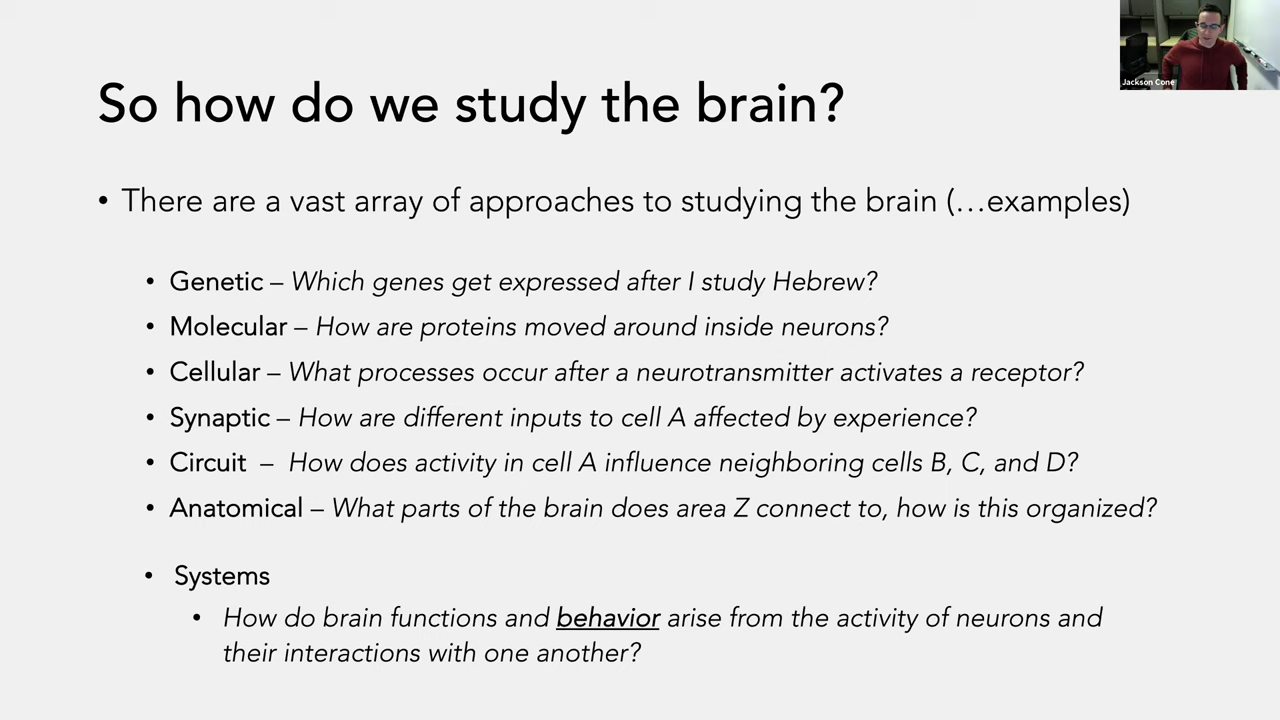 Jackson Cone
So how do we study the brain?
• There are a vast array of approaches to studying the brain (…examples)
• Genetic – Which genes get expressed after I study Hebrew?
• Molecular – How are proteins moved around inside neurons?
• Cellular – What processes occur after a neurotransmitter activates a receptor?
• Synaptic – How are different inputs to cell A affected by experience?
• Circuit – How does activity in cell A influence neighboring cells B, C, and D?
• Anatomical – What parts of the brain does area Z connect to, how is this organized?
• Systems
• How do brain functions and behavior arise from the activity of neurons and
their interactions with one another?